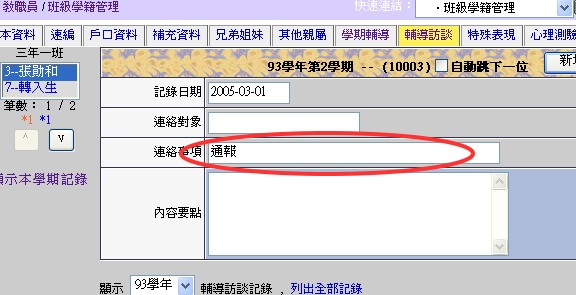 教職員 / 班級學籍管理
快速連結： ‧班級學籍管理
本資料 連編 戶口資料 補充資料 兄弟姐妹 其他親屬 學期輔導 輔導訪談 特殊表現 心理測驗
三年一班
3--張勛和
7--轉入生
筆數： 1 / 2
*1 *1
^ v
示本學期記錄
93學年第2學期 -- (10003) 自動跳下一位
記錄日期 2005-03-01
連絡對象
連絡事項 通報
內容要點
顯示 93學年 輔導訪談記錄 ，列出全部記錄